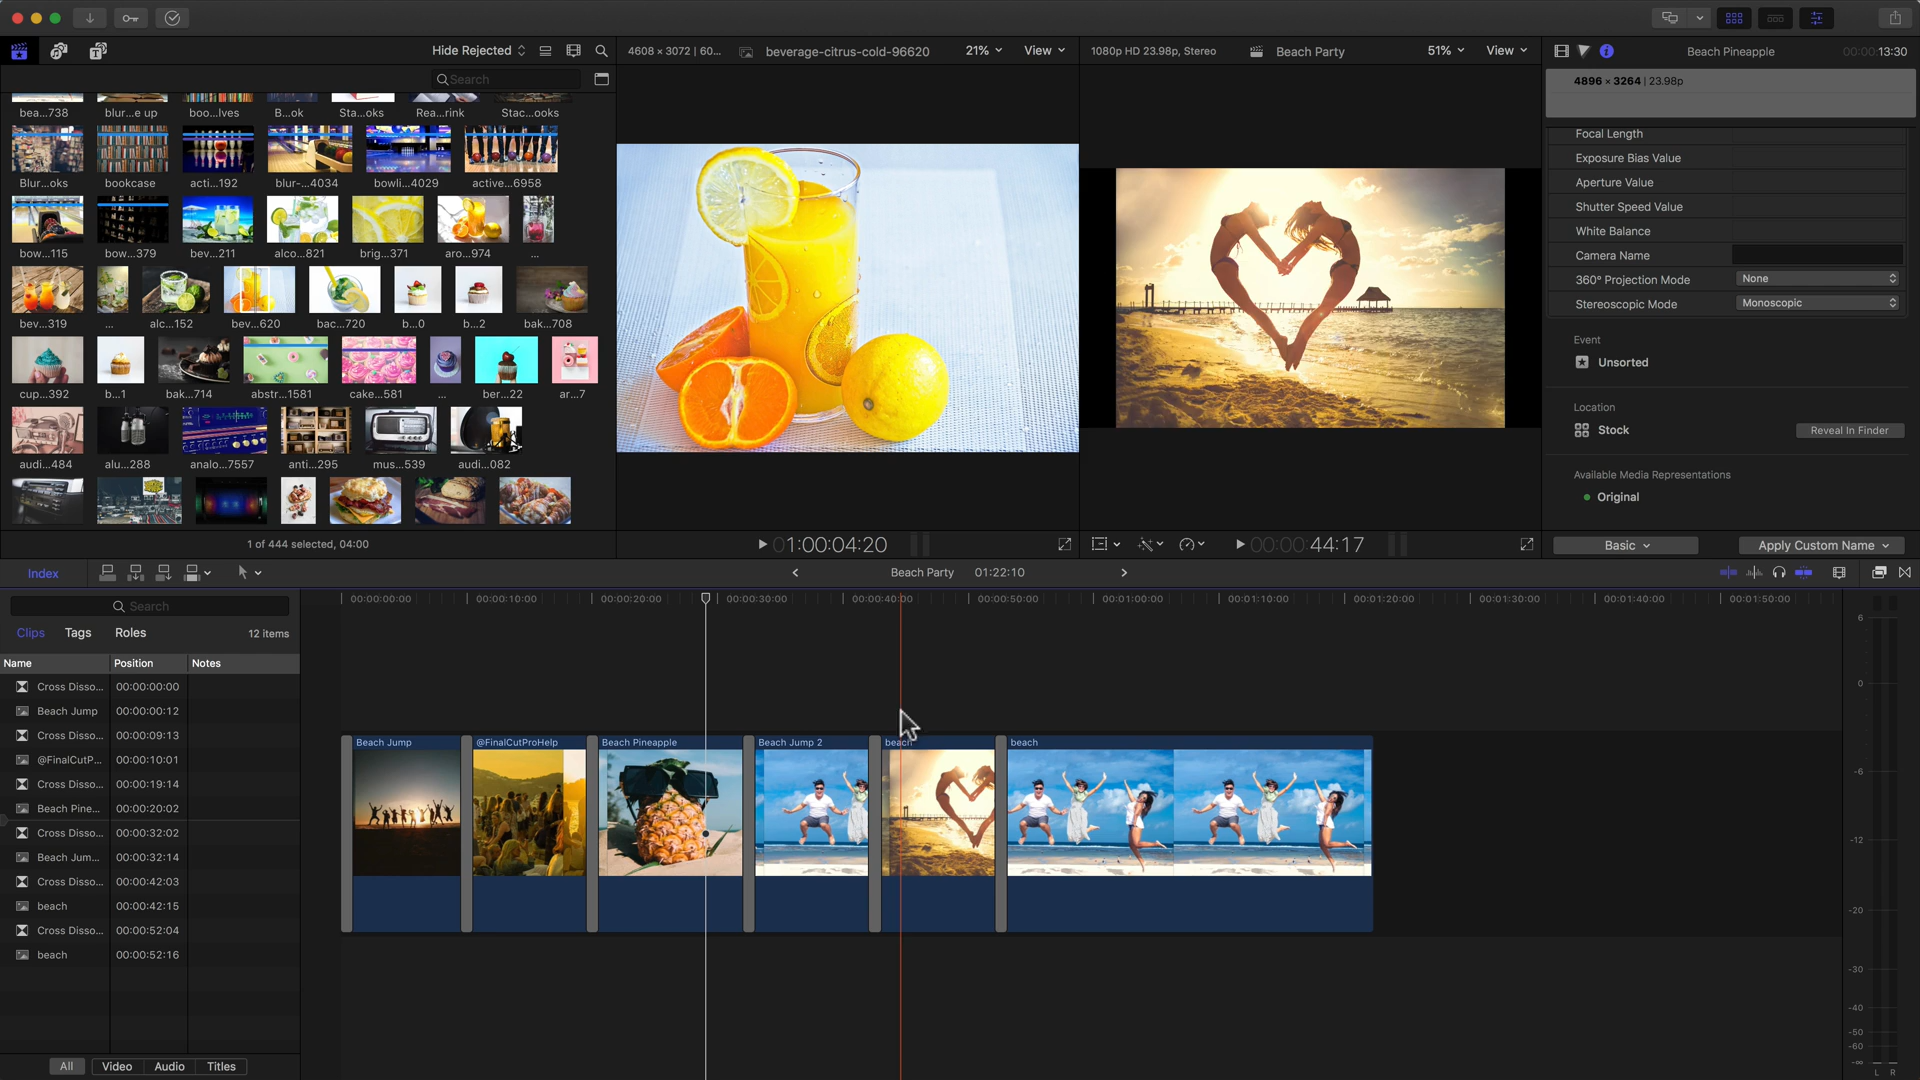 Hide Rejected
4608 × 3072 | 60...
beverage-citrus-cold-96620
21%
View
1080p HD 23.98p, Stereo
Beach Party
51%
View
Beach Pineapple
00:00:13:30
Search
4896 × 3264 | 23.98p
bea...738
blur...e up
boo...lves
B...ok
Sta...oks
Rea...rink
Stac...ooks
Blur...oks
bookcase
acti...192
blur-...4034
bowli...4029
active...6958
bow...115
bow...379
bev...211
alco...821
brig...371
aro...974
...
bev...319
...
alc...152
bev...620
bac...720
b...0
b...2
bak...708
cup...392
b...1
bak...714
abstr...1581
cake...581
...
ber...22
ar...7
audi...484
alu...288
analo...7557
anti...295
mus...539
audi...082
1 of 444 selected, 04:00
01:00:04:20
00:00:44:17
Focal Length
Exposure Bias Value
Aperture Value
Shutter Speed Value
White Balance
Camera Name
360° Projection Mode
None
Stereoscopic Mode
Monoscopic
Event
Unsorted
Location
Stock
Reveal In Finder
Available Media Representations
Original
Basic
Apply Custom Name
Index
Beach Party
01:22:10
Search
Clips
Tags
Roles
12 items
Name
Position
Notes
Cross Disso...
00:00:00:00
Beach Jump
00:00:00:12
Cross Disso...
00:00:09:13
@FinalCutP...
00:00:10:01
Cross Disso...
00:00:19:14
Beach Pine...
00:00:20:02
Cross Disso...
00:00:32:02
Beach Jum...
00:00:32:14
Cross Disso...
00:00:42:03
beach
00:00:42:15
Cross Disso...
00:00:52:04
beach
00:00:52:16
All
Video
Audio
Titles
00:00:00:00
00:00:10:00
00:00:20:00
00:00:30:00
00:00:40:00
00:00:50:00
00:01:00:00
00:01:10:00
00:01:20:00
00:01:30:00
00:01:40:00
00:01:50:00
Beach Jump
@FinalCutProHelp
Beach Pineapple
Beach Jump 2
beach
beach
6
0
-6
-12
-20
-30
-40
-50
-60
-∞
L
R